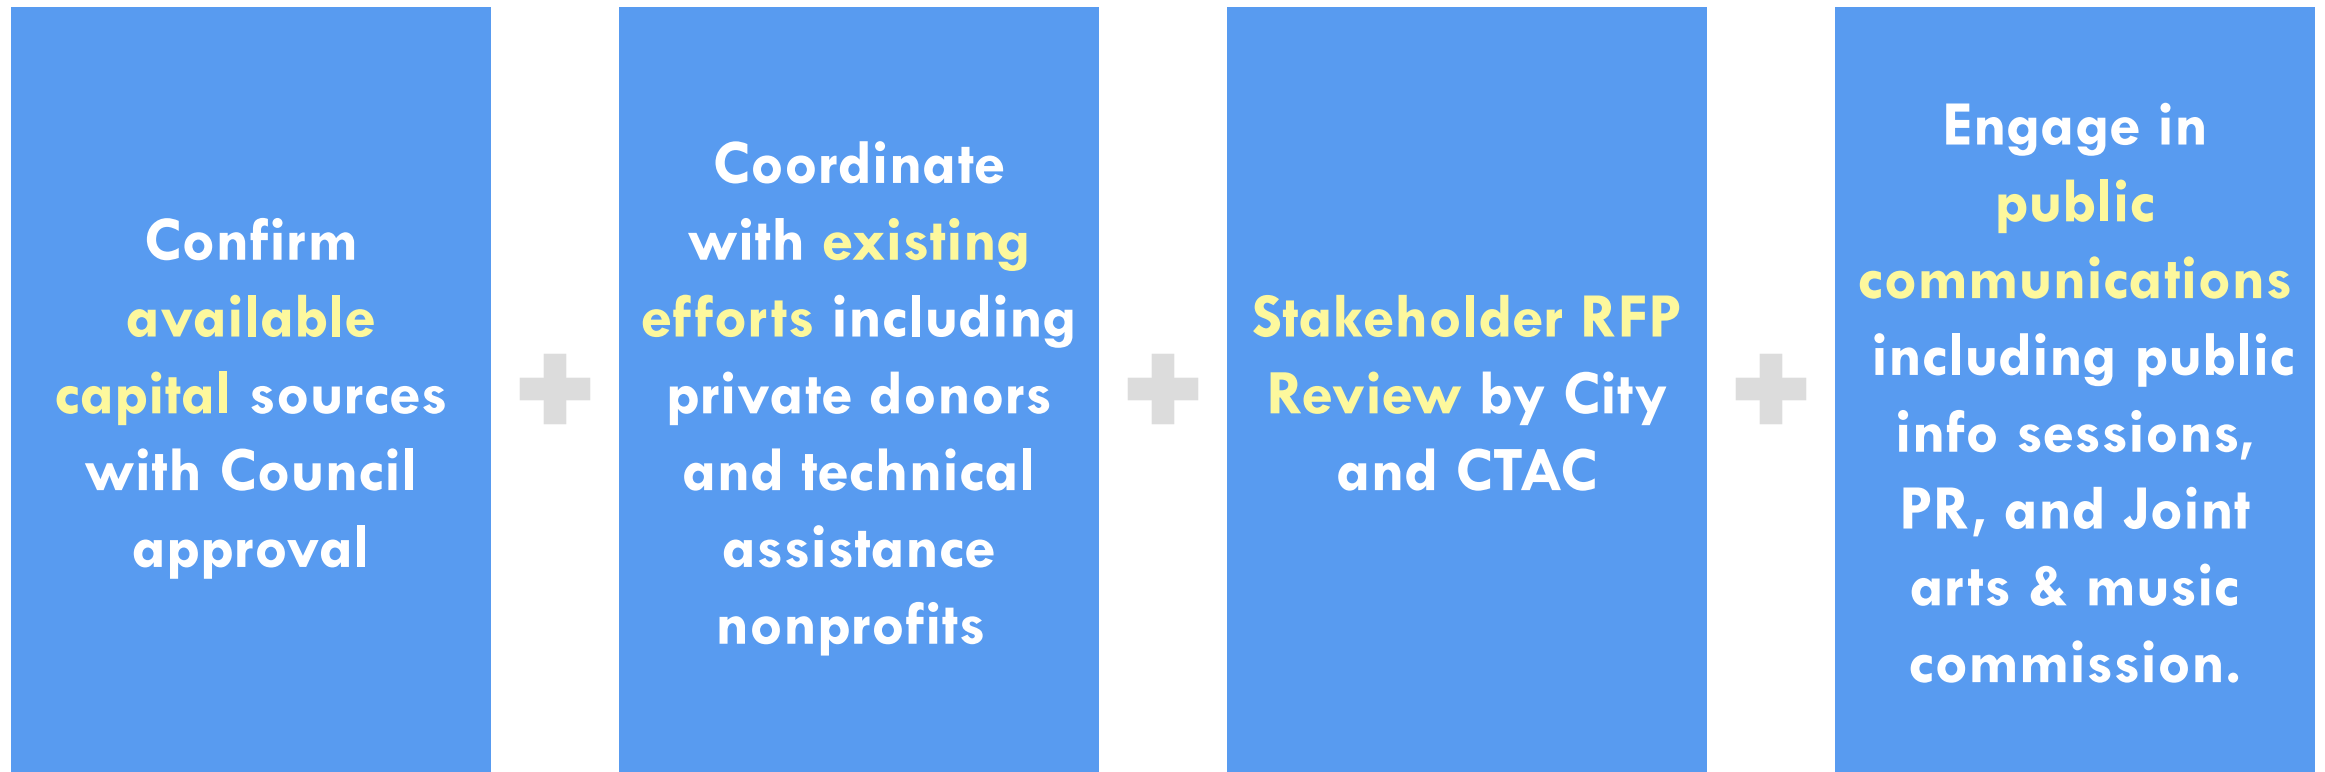 Confirm
available
capital sources
with Council
approval
Coordinate
with existing
efforts including
private donors
and technical
assistance
nonprofits
Stakeholder RFP
Review by City
and CTAC
Engage in
public
communications
including public
info sessions,
PR, and Joint
arts & music
commission.